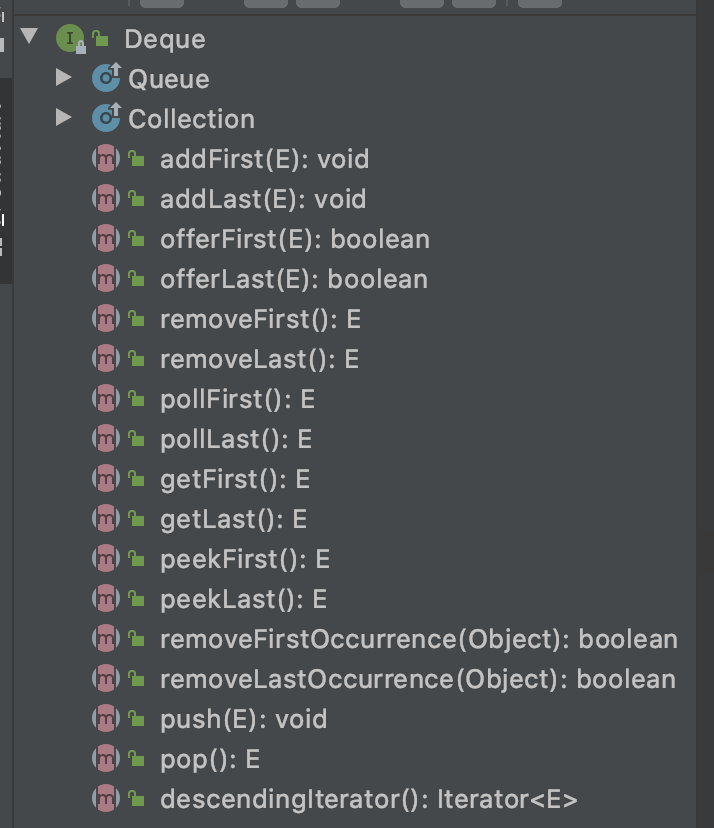 Deque
Queue
Collection
addFirst(E): void
addLast(E): void
offerFirst(E): boolean
offerLast(E): boolean
removeFirst(): E
removeLast(): E
pollFirst(): E
pollLast(): E
getFirst(): E
getLast(): E
peekFirst(): E
peekLast(): E
removeFirstOccurrence(Object): boolean
removeLastOccurrence(Object): boolean
push(E): void
pop(): E
descendingIterator(): Iterator<E>